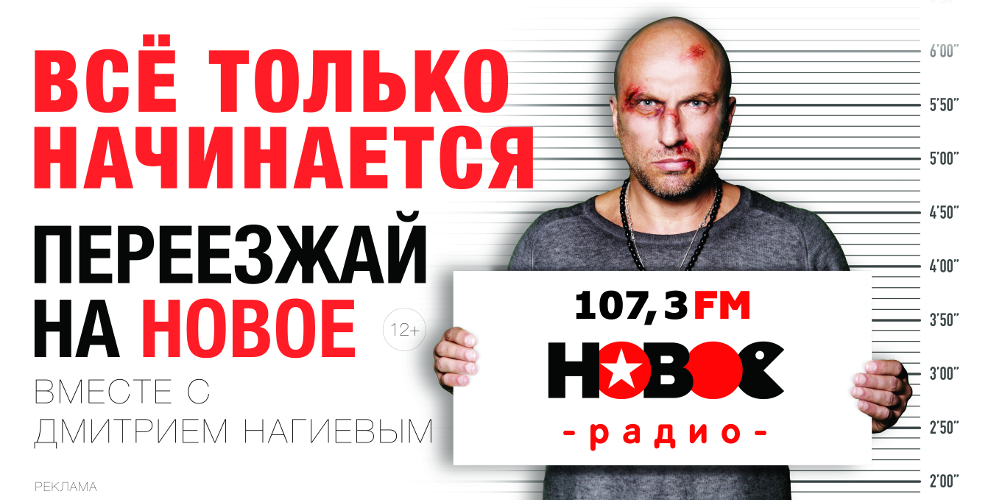 ВСЁ ТОЛЬКО
НАЧИНАЕТСЯ
ПЕРЕЕЗЖАЙ
НА НОВОЕ
12+
ВМЕСТЕ С
ДМИТРИЕМ НАГИЕВЫМ
РЕКЛАМА
107,3 FM
НОВОЕ
-радио-
6'00"
5'50"
5'00"
4'50"
4'00"
3'50"
3'00"
2'50"
2'00"